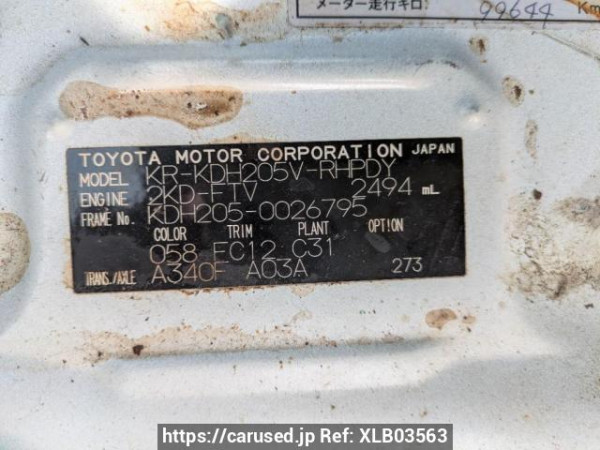 メーター走行キロ 99644 Km
TOYOTA MOTOR CORPORATION JAPAN
MODEL KR-KDH205V-RHPDY
ENGINE 2KD-FTV 2494 mL
FRAME No. KDH205-0026795
COLOR TRIM PLANT OPTION
058 FC12 C31
TRANS./AXLE A340F A03A 273
https://carused.jp Ref: XLB03563